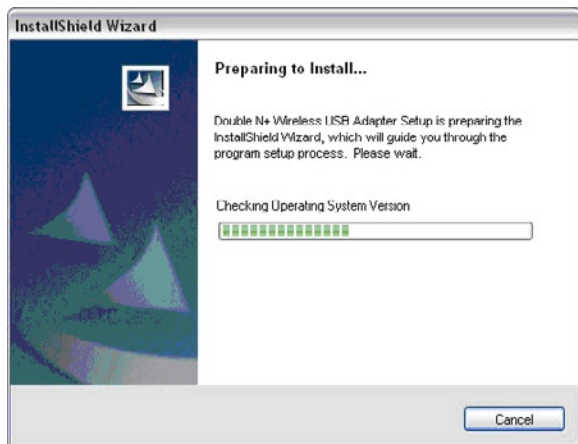 InstallShield Wizard
Preparing to Install...
Double N+ Wireless USB Adapter Setup is preparing the
InstallShield Wizard, which will guide you through the
program setup process. Please wait.
Checking Operating System Version
Cancel